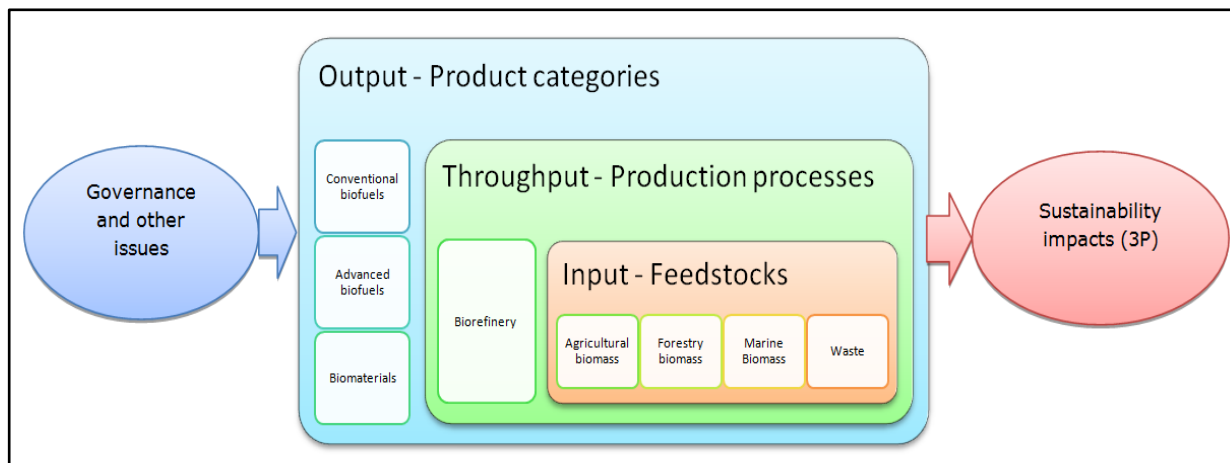 Output - Product categories
Governance
and other
issues
Conventional
biofuels
Advanced
biofuels
Biomaterials
Throughput - Production processes
Biorefinery
Input - Feedstocks
Agricultural
biomass
Forestry
biomass
Marine
Biomass
Waste
Sustainability
impacts (3P)